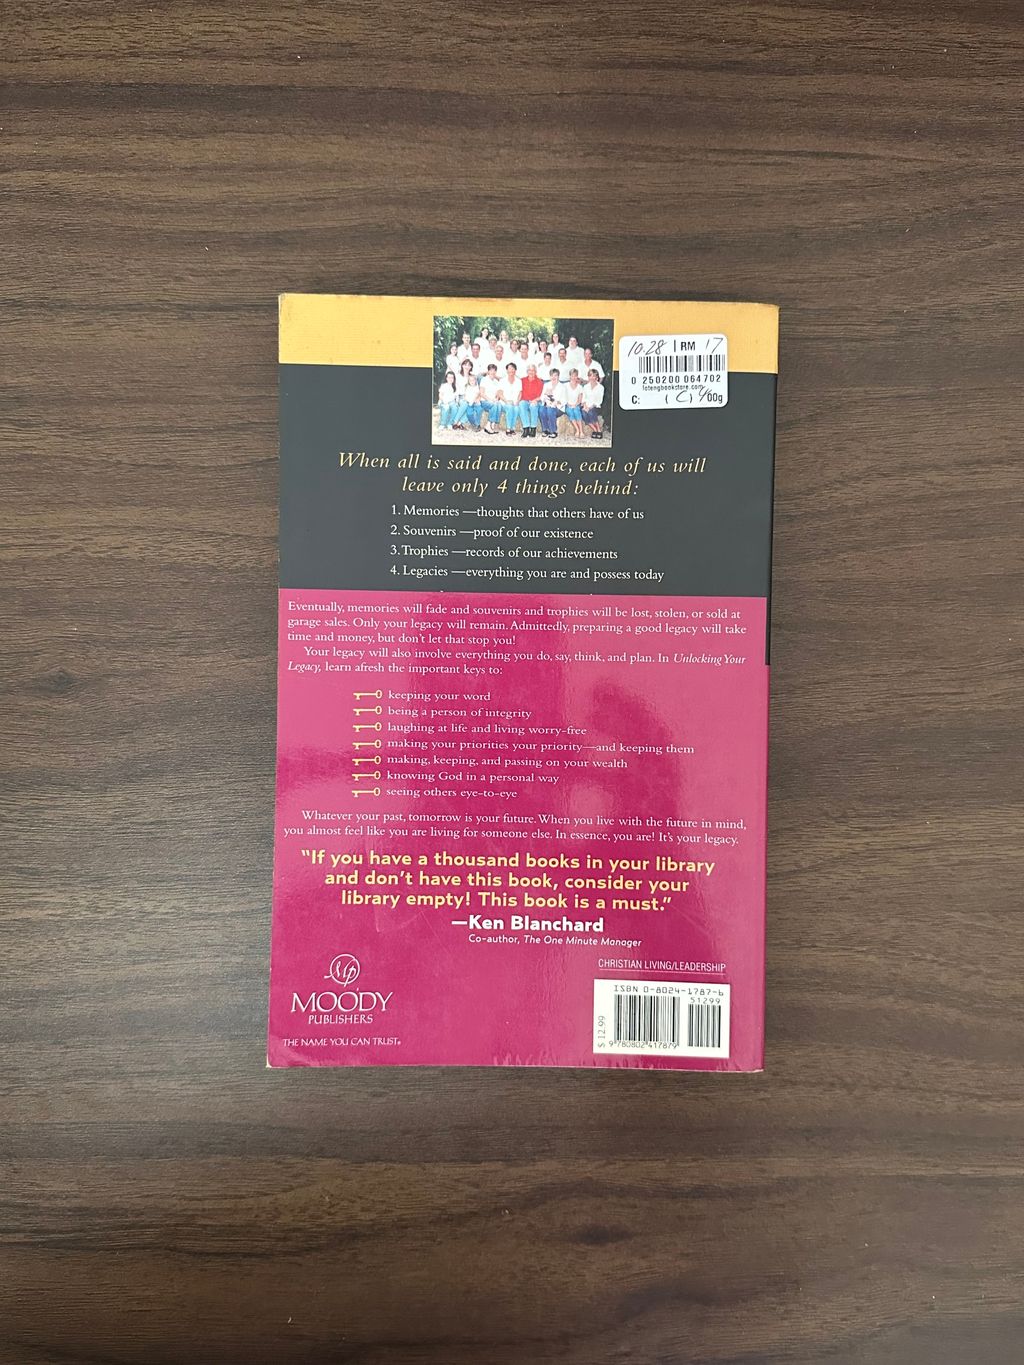 10.28 | RM 17
0 250200 064702
fotengbookstore.com
C: (C) 400g
When all is said and done, each of us will
leave only 4 things behind:
1. Memories —thoughts that others have of us
2. Souvenirs —proof of our existence
3. Trophies —records of our achievements
4. Legacies —everything you are and possess today
Eventually, memories will fade and souvenirs and trophies will be lost, stolen, or sold at
garage sales. Only your legacy will remain. Admittedly, preparing a good legacy will take
time and money, but don't let that stop you!
Your legacy will also involve everything you do, say, think, and plan. In Unlocking Your
Legacy, learn afresh the important keys to:
keeping your word
being a person of integrity
laughing at life and living worry-free
making your priorities your priority—and keeping them
making, keeping, and passing on your wealth
knowing God in a personal way
seeing others eye-to-eye
Whatever your past, tomorrow is your future. When you live with the future in mind,
you almost feel like you are living for someone else. In essence, you are! It's your legacy.
"If you have a thousand books in your library
and don't have this book, consider your
library empty! This book is a must."
—Ken Blanchard
Co-author, The One Minute Manager
CHRISTIAN LIVING/LEADERSHIP
Mp
MOODY
PUBLISHERS
THE NAME YOU CAN TRUST®
ISBN 0-8024-1787-6
51299
$ 12.99
9 780802 417879